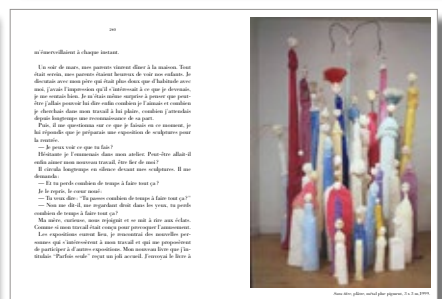 m'émerveillaient à chaque instant.
Un soir de mars, mes parents vinrent dîner à la maison. Tout
était serein, mes parents étaient heureux de voir nos enfants. Je
discutais avec mon père qui était plus doux que d'habitude avec
moi, j'avais l'impression qu'il s'intéressait à ce que je devenais,
je me sentais bien. Je m'étais même surprise à penser que peut-
être j'allais pouvoir lui dire enfin combien je l'aimais et combien
je cherchais dans mon travail à lui plaire, combien j'attendais
depuis longtemps une reconnaissance de sa part.
Puis, il me questionna sur ce que je faisais en ce moment, je
lui répondis que je préparais une exposition de sculptures pour
la rentrée.
— Je peux voir ce que tu fais ?
Hésitante je l'emmenais dans mon atelier. Peut-être allait-il
enfin aimer mon nouveau travail, être fier de moi ?
Il circula longtemps en silence devant mes sculptures. Il me
demanda :
— Et tu perds combien de temps à faire tout ça ?
Je le repris, le cœur noué :
— Tu veux dire : "Tu passes combien de temps à faire tout ça ?"
— Non me dit-il, me regardant droit dans les yeux, tu perds
combien de temps à faire tout ça ?
Ma mère, curieuse, nous rejoignit et se mit à rire aux éclats.
Comme si mon travail était conçu pour provoquer l'amusement.
Les expositions eurent lieu, je rencontrai des nouvelles per-
sonnes qui s'intéressèrent à mon travail et qui me proposèrent
de participer à d'autres expositions. Mon nouveau livre que j'in-
titulais "Parfois seule" reçut un joli accueil. J'envoyai le livre à
Sans titre, plâtre, métal plus pigment, 3 x 3 m, 1999.